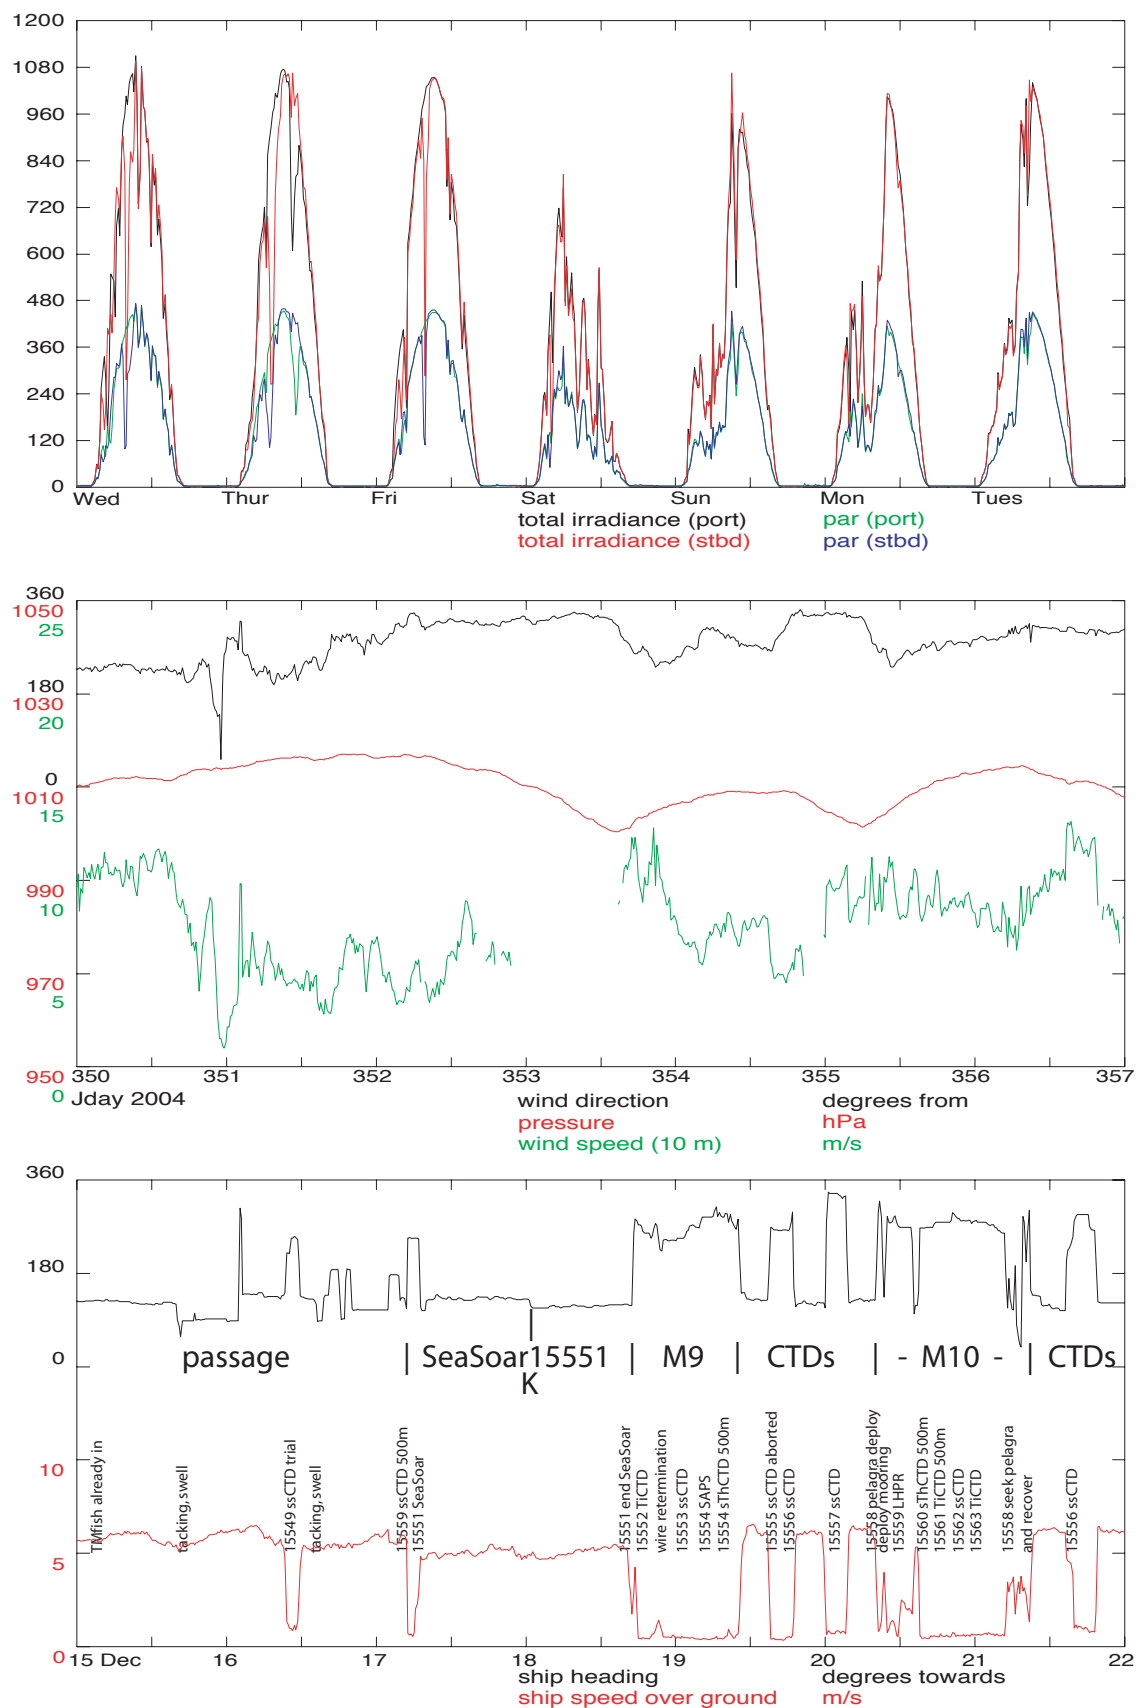 1200
1080
960
840
720
600
480
360
240
120
0
Wed Thur Fri Sat Sun Mon Tues
total irradiance (port) par (port)
total irradiance (stbd) par (stbd)
360
1050
25
180
1030
20
0
1010
15
990
10
970
5
950
0
350 351 352 353 354 355 356 357
Jday 2004 wind direction degrees from
pressure hPa
wind speed (10 m) m/s
360
180
0
passage | SeaSoar15551 | M9 | CTDs | - M10 - | CTDs
K
TMfish already in
tacking, swell
15549 ssCTD trial
tacking, swell
15559 ssCTD 500m
15551 SeaSoar
15551 end SeaSoar
15552 TiCTD
wire retermination
15553 ssCTD
15554 SAPS
15554 sThCTD 500m
15555 ssCTD aborted
15556 ssCTD
15557 ssCTD
15558 pelagra deploy
deploy mooring
15559 LHPR
15560 sThCTD 500m
15561 TiCTD 500m
15562 ssCTD
15563 TiCTD
15558 seek pelagra
and recover
15556 ssCTD
10
5
0
15 Dec 16 17 18 19 20 21 22
ship heading degrees towards
ship speed over ground m/s